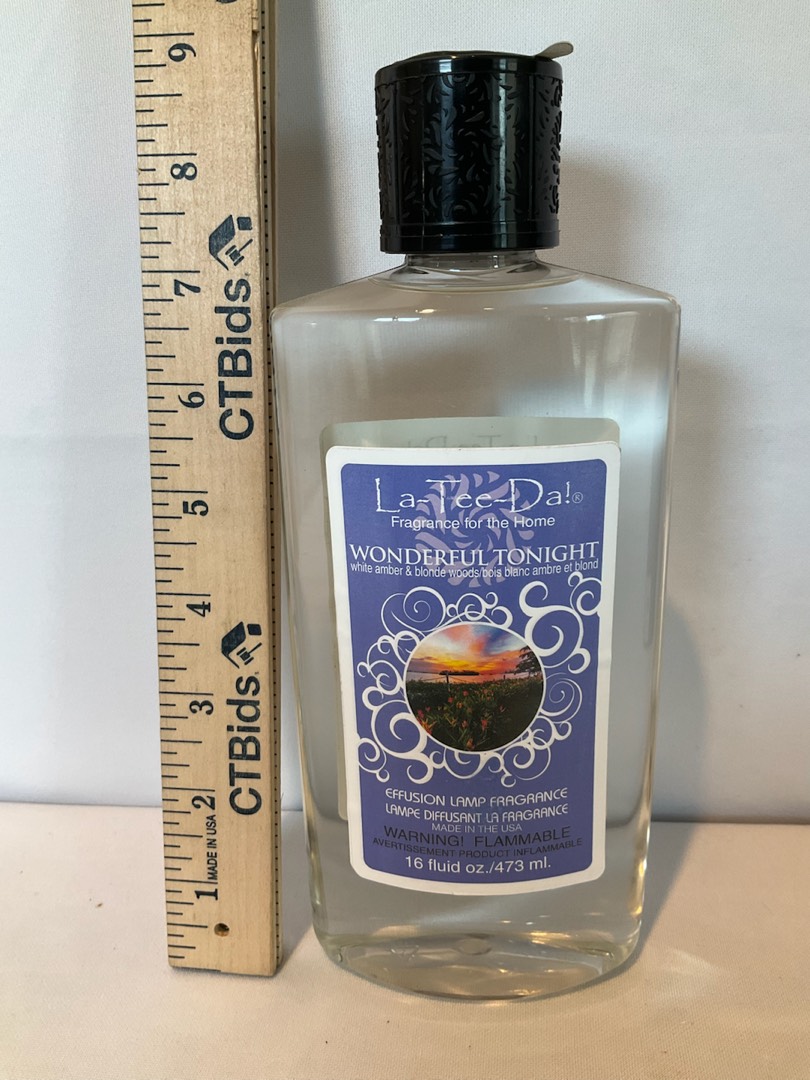 9
8
7
6
5
4
3
2
1
MADE IN USA
CTBids
CTBids
La-Tee-Da!®
Fragrance for the Home
WONDERFUL TONIGHT
white amber & blonde woods/bois blanc ambre et blond
EFFUSION LAMP FRAGRANCE
LAMPE DIFFUSANT LA FRAGRANCE
MADE IN THE USA
WARNING! FLAMMABLE
AVERTISSEMENT PRODUCT INFLAMMABLE
16 fluid oz./473 ml.